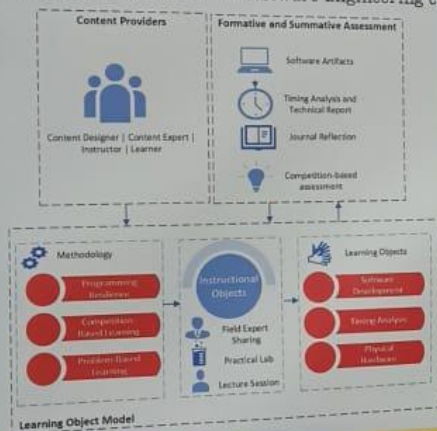 Engineering
Content Providers
Content Designer | Content Expert |
Instructor | Learner
Formative and Summative Assessment
Software Artifacts
Timing Analysis and
Technical Report
Journal Reflection
Competition-based
assessment
Methodology
Programming
Resilience
Competition
Based Learning
Problem-Based
Learning
Instructional
Objects
Field Expert
Sharing
Practical Lab
Lecture Session
Learning Objects
Software
Development
Timing Analysis
Physical
Hardware
Learning Object Model